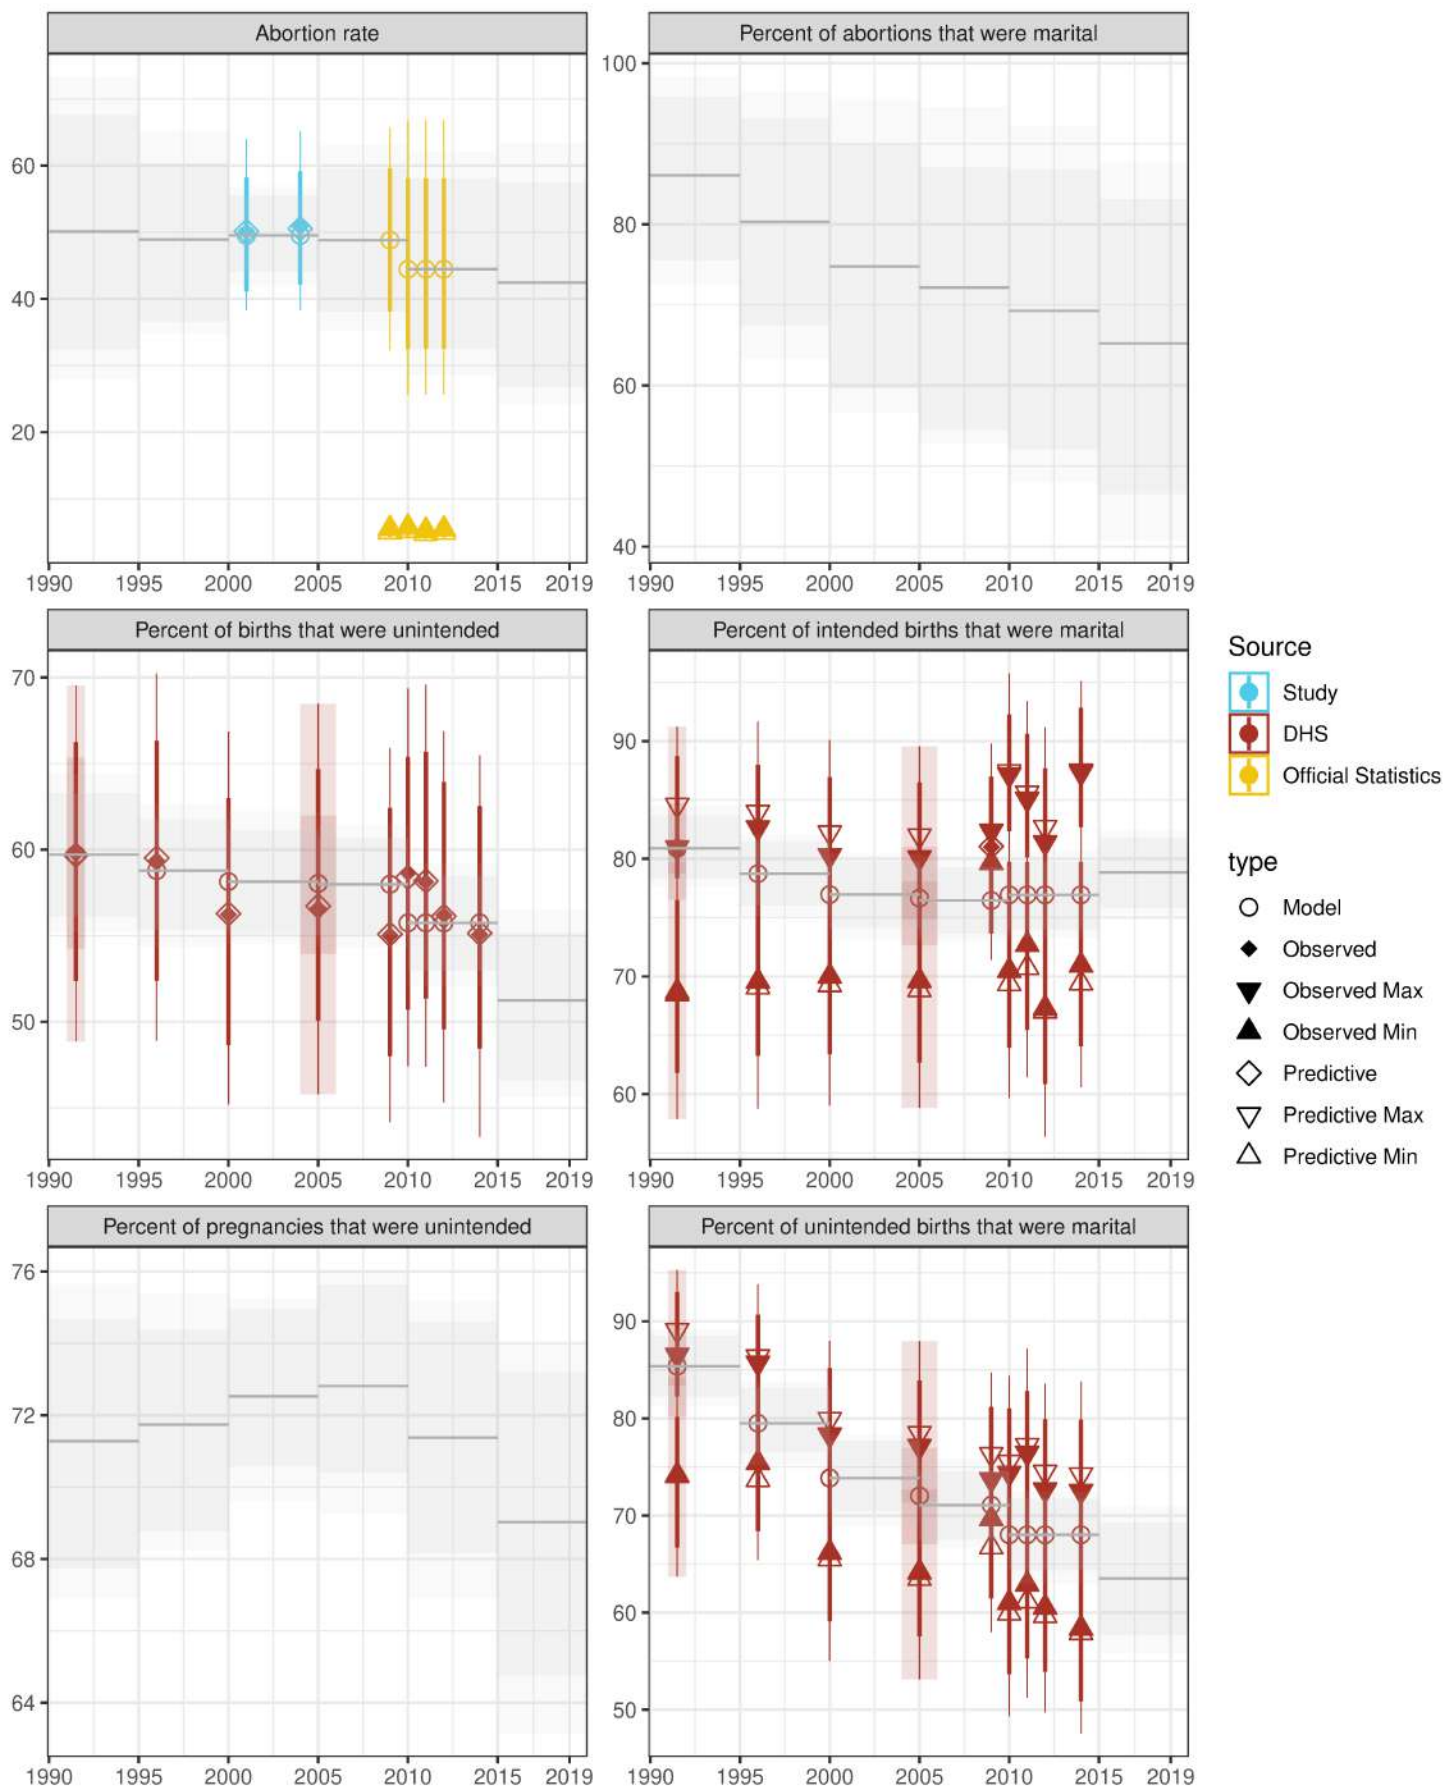 Abortion rate
Percent of abortions that were marital
60
40
20
100
80
60
40
1990 1995 2000 2005 2010 2015 2019
1990 1995 2000 2005 2010 2015 2019
Percent of births that were unintended
Percent of intended births that were marital
70
60
50
90
80
70
60
1990 1995 2000 2005 2010 2015 2019
1990 1995 2000 2005 2010 2015 2019
Source
Study
DHS
Official Statistics
type
Model
Observed
Observed Max
Observed Min
Predictive
Predictive Max
Predictive Min
Percent of pregnancies that were unintended
Percent of unintended births that were marital
76
72
68
64
90
80
70
60
50
1990 1995 2000 2005 2010 2015 2019
1990 1995 2000 2005 2010 2015 2019